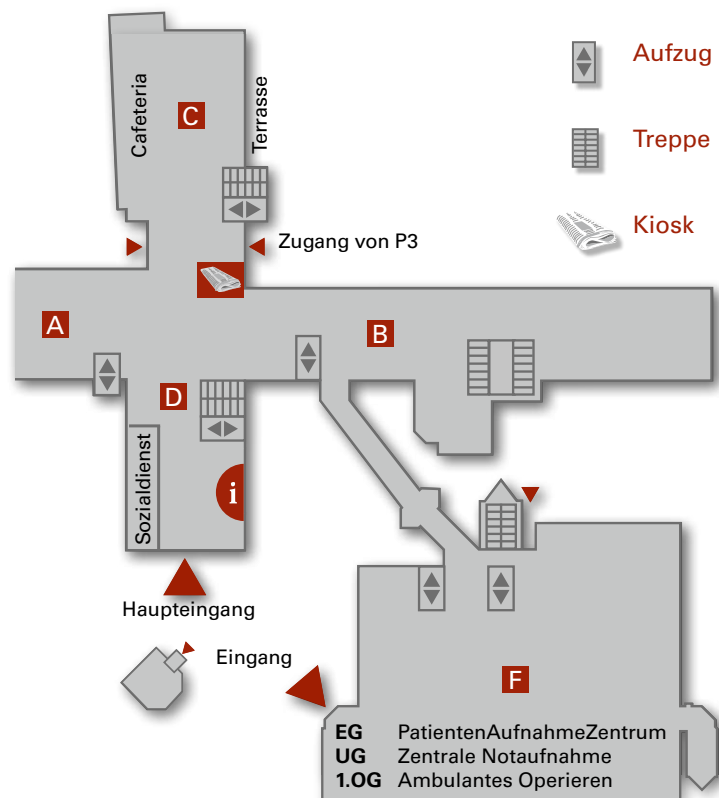 Aufzug
Treppe
Kiosk
Cafeteria
C
Terrasse
Zugang von P3
A
B
D
Sozialdienst
i
Haupteingang
Eingang
F
EG PatientenAufnahmeZentrum
UG Zentrale Notaufnahme
1.OG Ambulantes Operieren